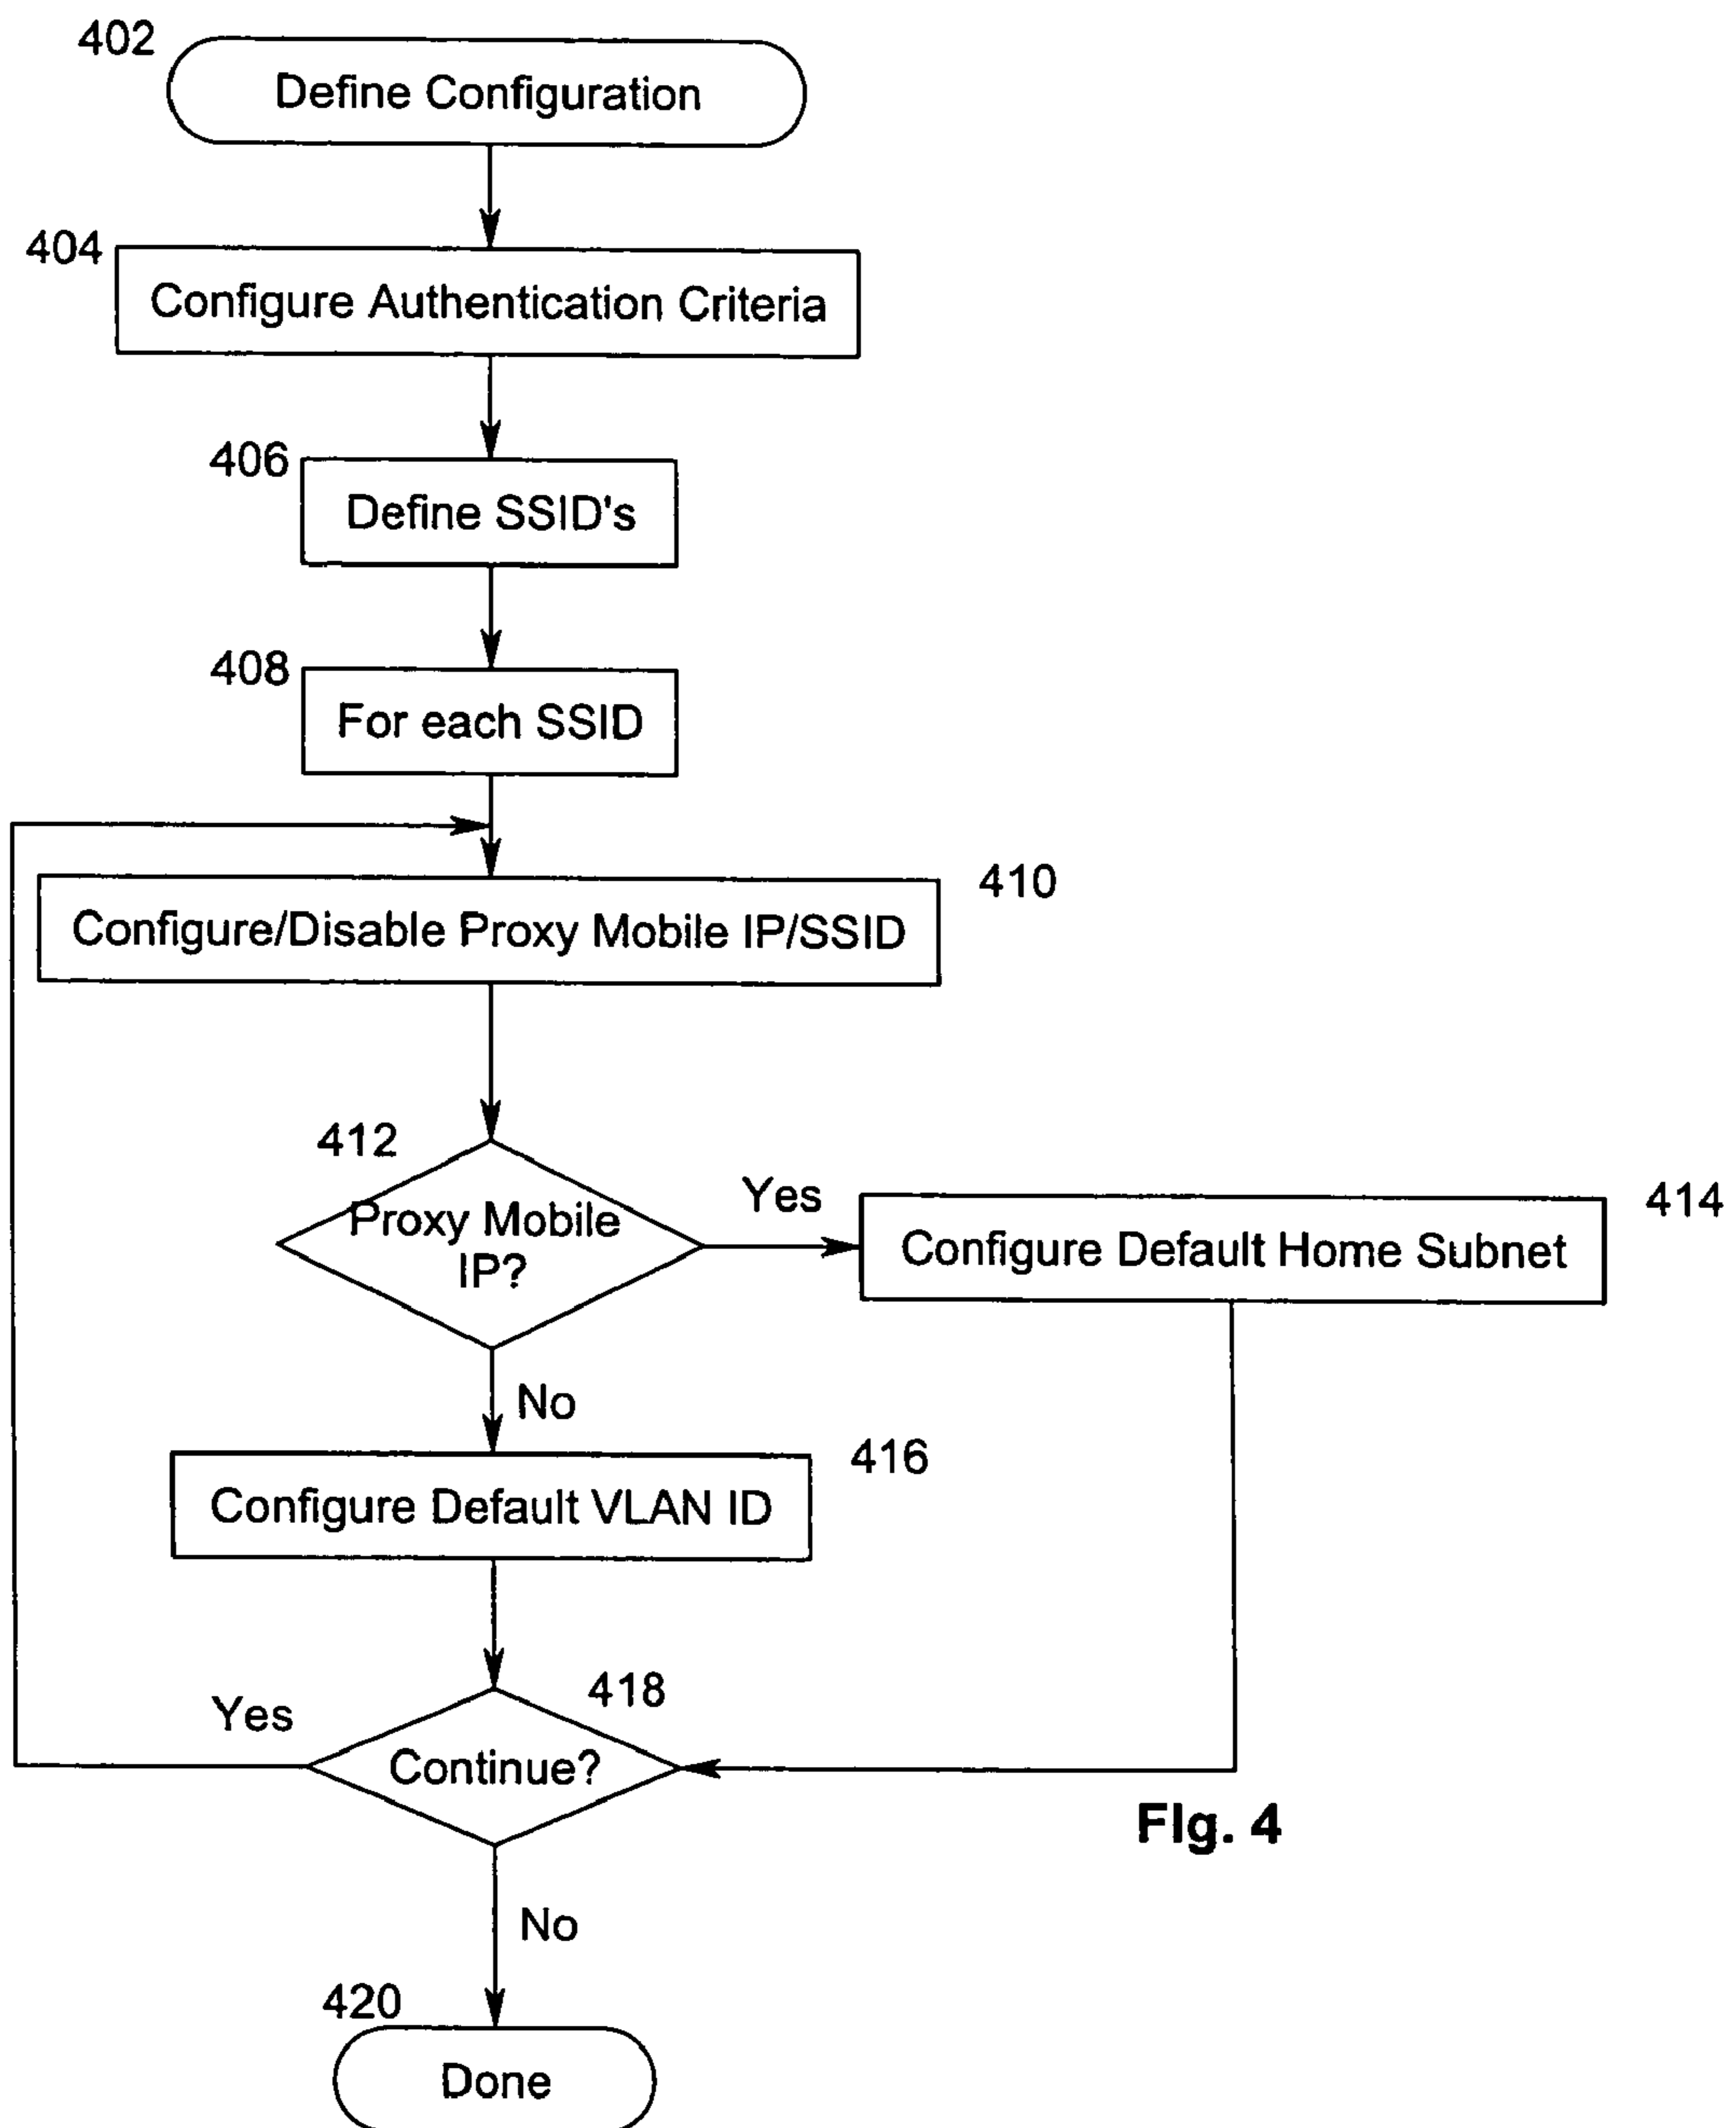 402
Define Configuration
404
Configure Authentication Criteria
406
Define SSID's
408
For each SSID
410
Configure/Disable Proxy Mobile IP/SSID
412
Proxy Mobile
IP?
Yes
414
Configure Default Home Subnet
No
416
Configure Default VLAN ID
418
Yes
Continue?
FIg. 4
No
420
Done